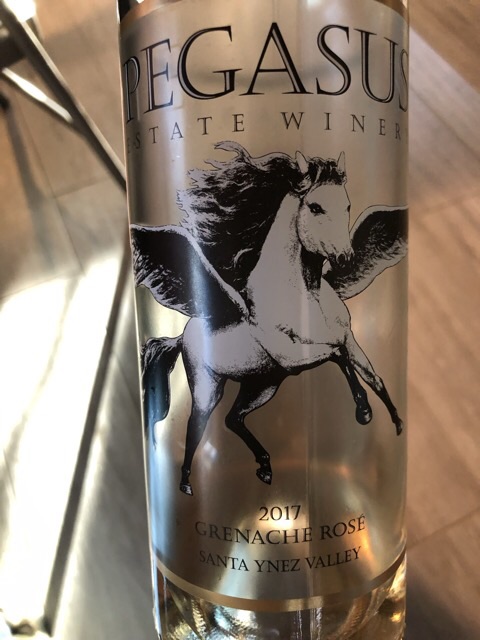 PEGASUS
ESTATE WINERY
2017
GRENACHE ROSÉ
SANTA YNEZ VALLEY